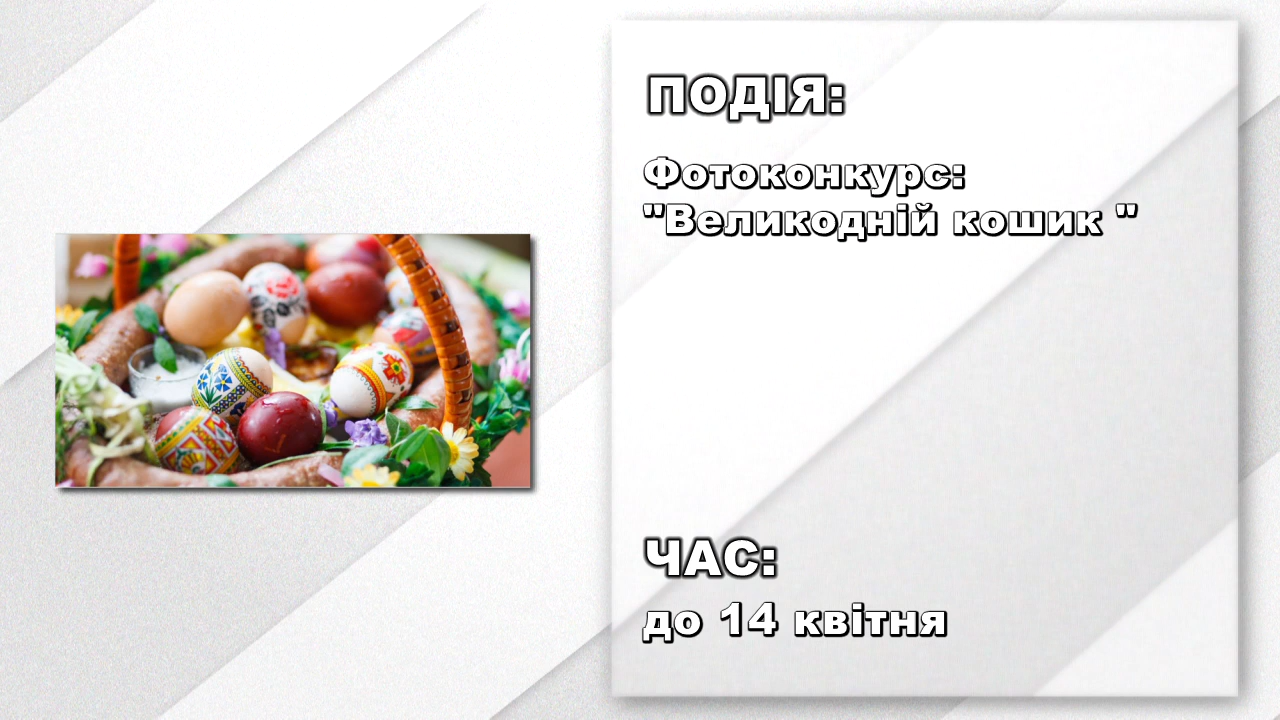 ПОДІЯ:
Фотоконкурс:
"Великодній кошик "
ЧАС:
до 14 квітня